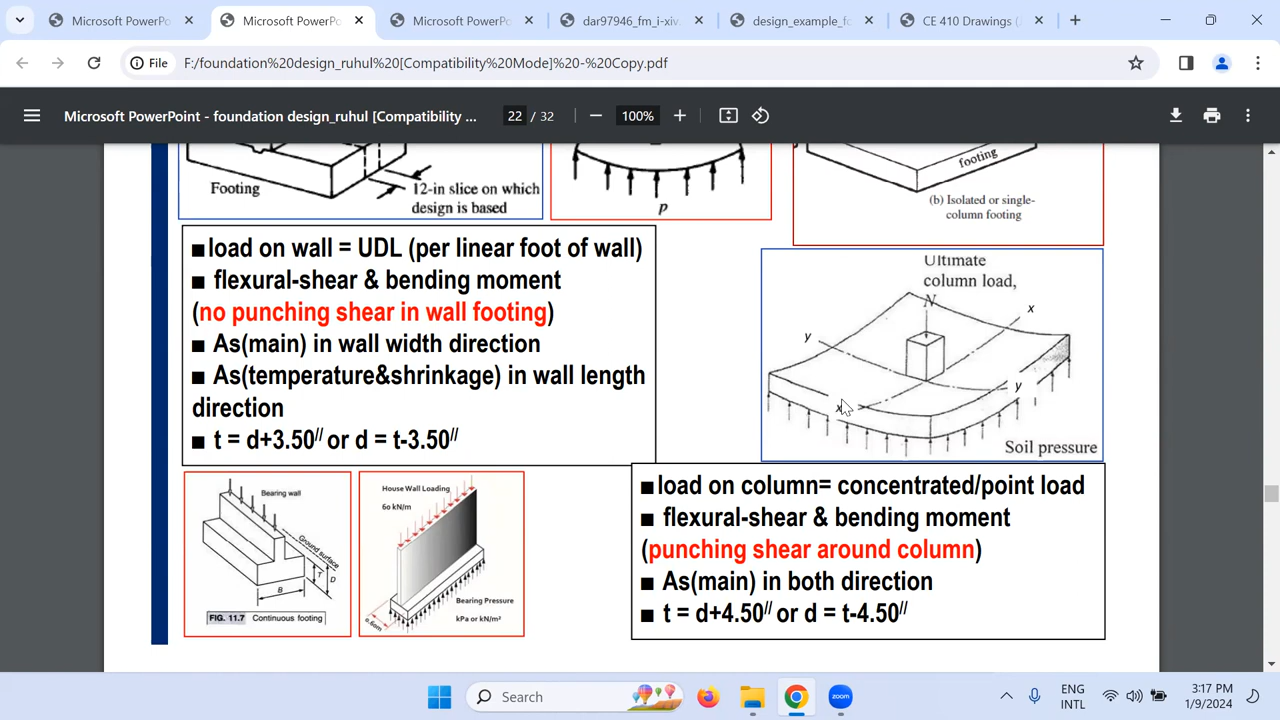 Microsoft PowerPo
Microsoft PowerPoi
Microsoft PowerPo
dar97946_fm_i-xiv.
design_example_fo
CE 410 Drawings (
File
F:/foundation%20design_ruhul%20[Compatibility%20Mode]%20-%20Copy.pdf
Microsoft PowerPoint - foundation design_ruhul [Compatibility ...
22 / 32
100%
Footing
12-in slice on which
design is based
p
footing
(b) Isolated or single-
column footing
■load on wall = UDL (per linear foot of wall)
■ flexural-shear & bending moment
(no punching shear in wall footing)
■ As(main) in wall width direction
■ As(temperature&shrinkage) in wall length
direction
■ t = d+3.50// or d = t-3.50//
Ultimate
column load,
N
x
y
y
x
Soil pressure
Bearing wall
Ground surface
T
D
B
FIG. 11.7 Continuous footing
House Wall Loading
60 kN/m
Bearing Pressure
kPa or kN/m²
0.6m
■load on column= concentrated/point load
■ flexural-shear & bending moment
(punching shear around column)
■ As(main) in both direction
■ t = d+4.50// or d = t-4.50//
Search
zoom
ENG
INTL
3:17 PM
1/9/2024